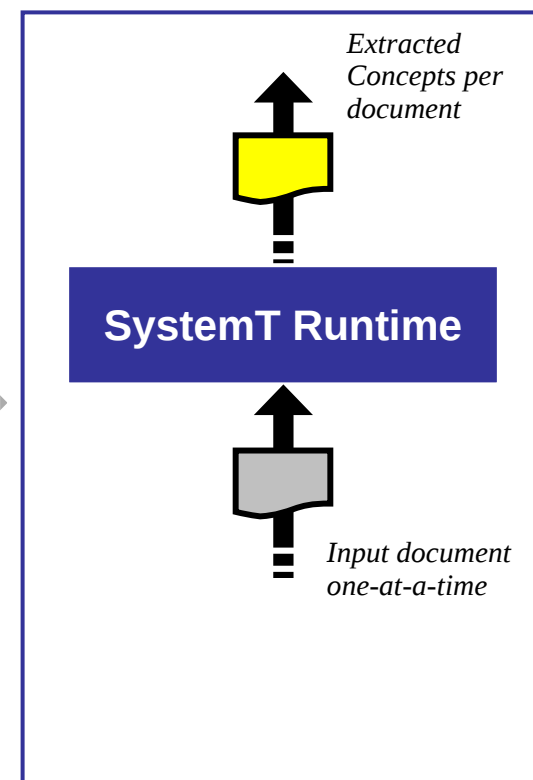 Extracted
Concepts per
document
SystemT Runtime
Input document
one-at-a-time